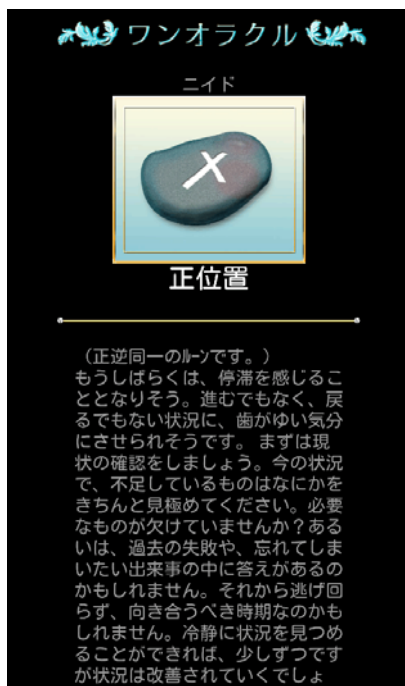 ワンオラクル
ニイド
正位置
（正逆同一のルーンです。）
もうしばらくは、停滞を感じるこ
ととなりそう。進むでもなく、戻
るでもない状況に、歯がゆい気分
にさせられそうです。 まずは現
状の確認をしましょう。今の状況
で、不足しているものはなにかを
きちんと見極めてください。必要
なものが欠けていませんか？ある
いは、過去の失敗や、忘れてしま
いたい出来事の中に答えがあるの
かもしれません。それから逃げ回
らず、向き合うべき時期なのかも
しれません。冷静に状況を見つめ
ることができれば、少しずつです
が状況は改善されていくでしょ